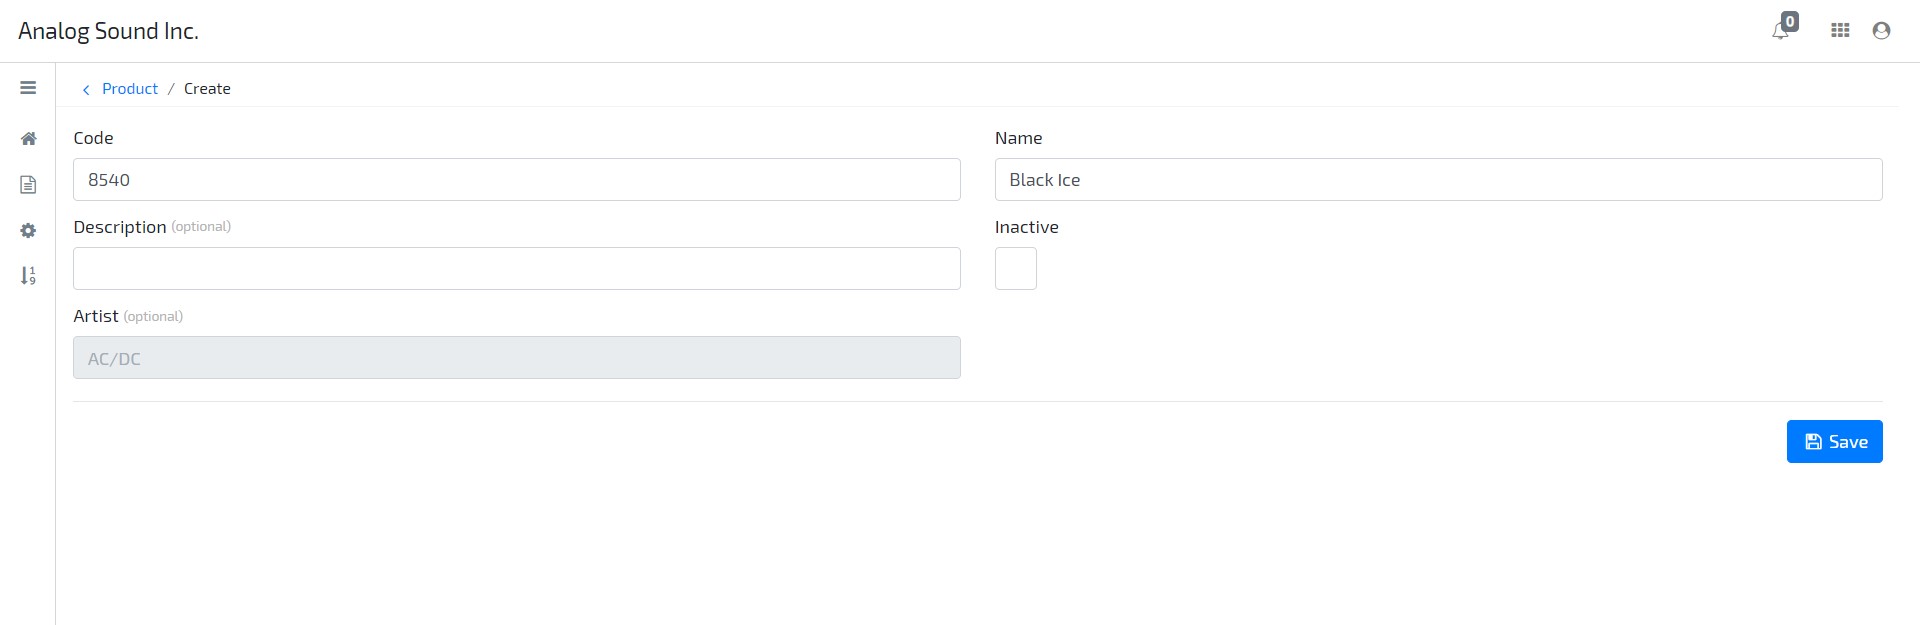 Analog Sound Inc.
0
Product / Create
Code
Name
8540
Black Ice
Description (optional)
Inactive
Artist (optional)
AC/DC
Save